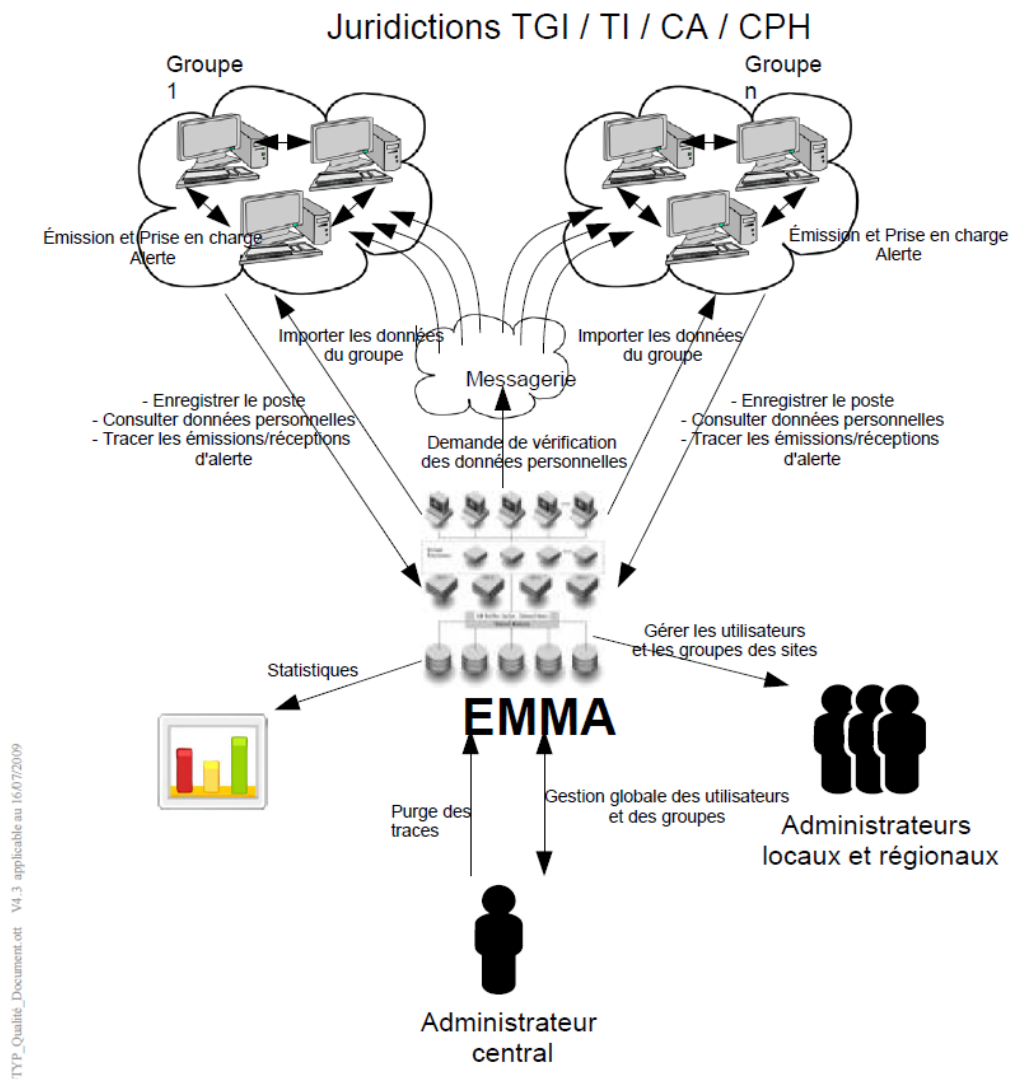 Juridictions TGI / TI / CA / CPH
Groupe
1
Groupe
n
Émission et Prise en charge
Alerte
Émission et Prise en charge
Alerte
Importer les données
du groupe
Importer les données
du groupe
Messagerie
- Enregistrer le poste
- Consulter données personnelles
- Tracer les émissions/réceptions
d'alerte
- Enregistrer le poste
- Consulter données personnelles
- Tracer les émissions/réceptions
d'alerte
Demande de vérification
des données personnelles
Gérer les utilisateurs
et les groupes des sites
Statistiques
EMMA
Purge des
traces
Gestion globale des utilisateurs
et des groupes
Administrateurs
locaux et régionaux
Administrateur
central
TYP_Qualité_Document.ott V4.3 applicable au 16/07/2009